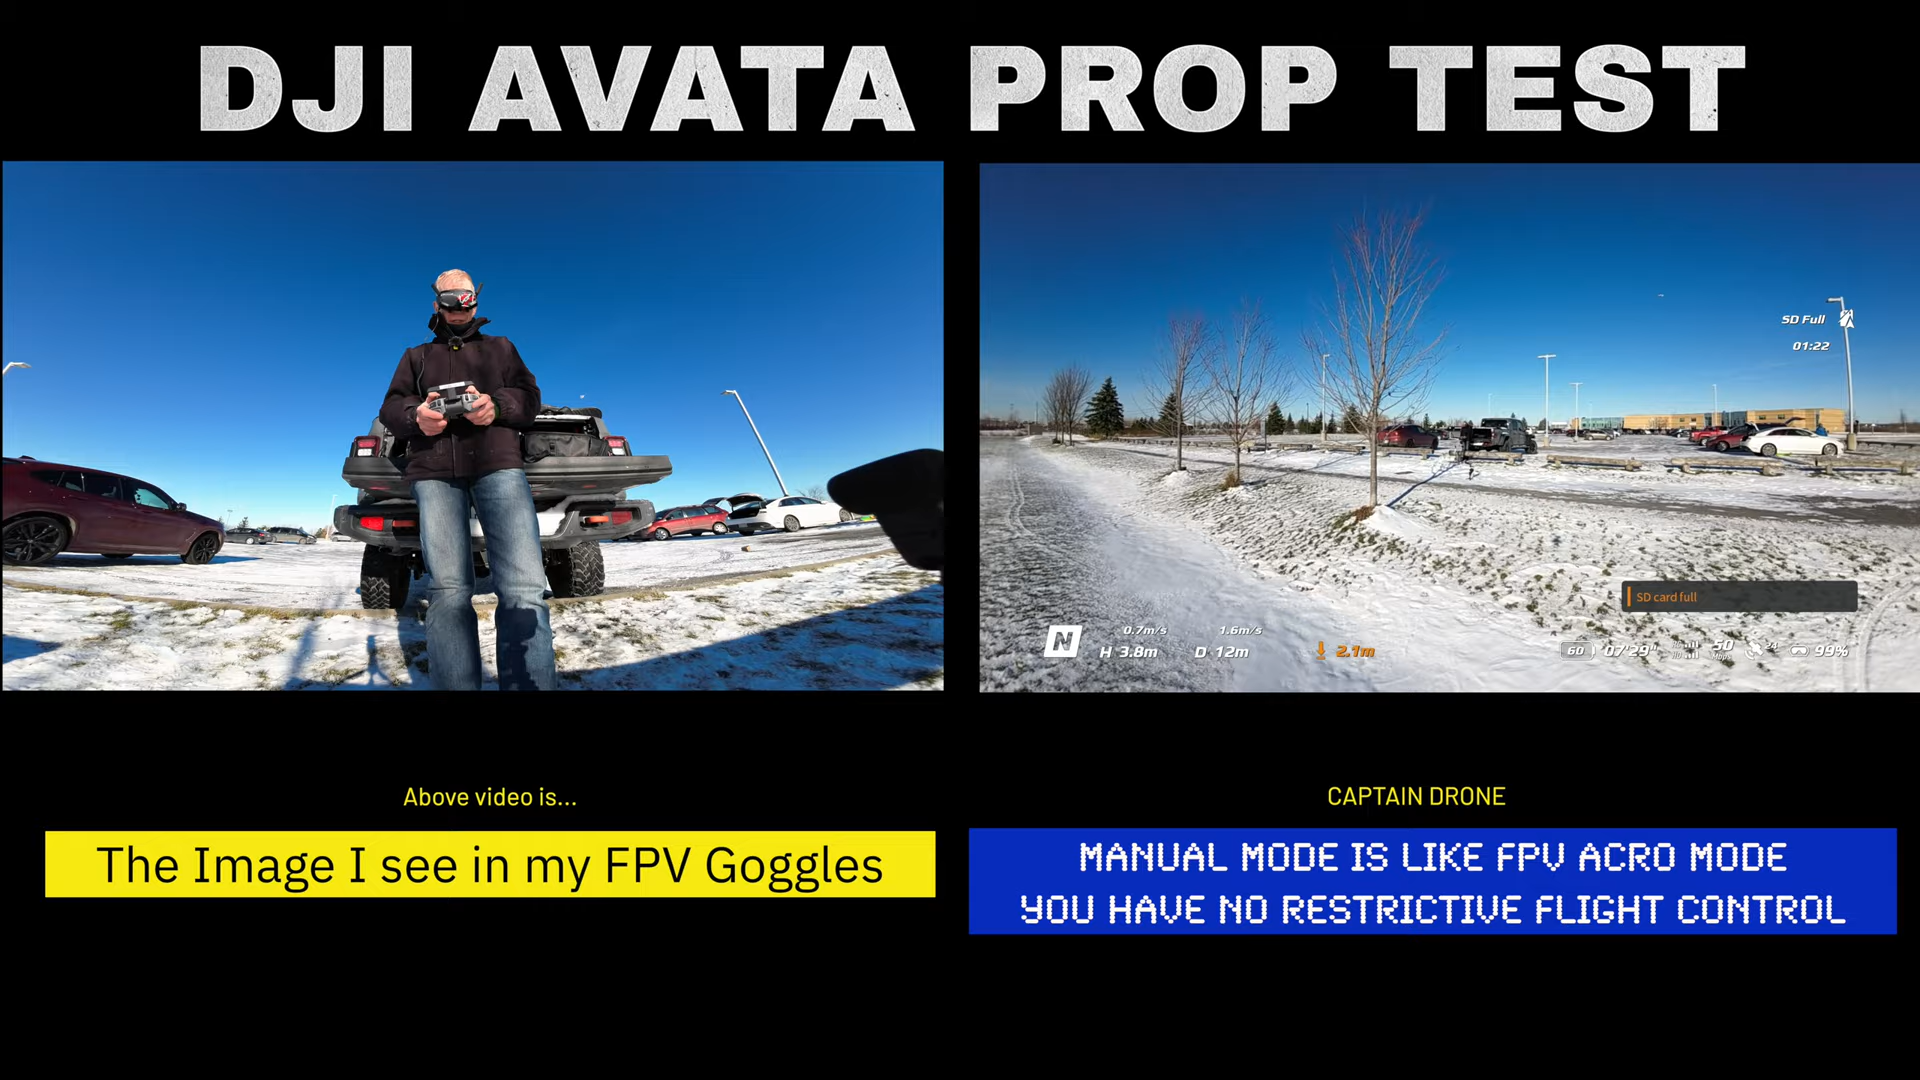 DJI AVATA PROP TEST
SD Full
01:22
SD card full
N
0.7m/s 1.6m/s
H 3.8m D 12m 2.1m
60 07'29" 50 Mbps 24 99%
Above video is...
The Image I see in my FPV Goggles
CAPTAIN DRONE
MANUAL MODE IS LIKE FPV ACRO MODE
YOU HAVE NO RESTRICTIVE FLIGHT CONTROL